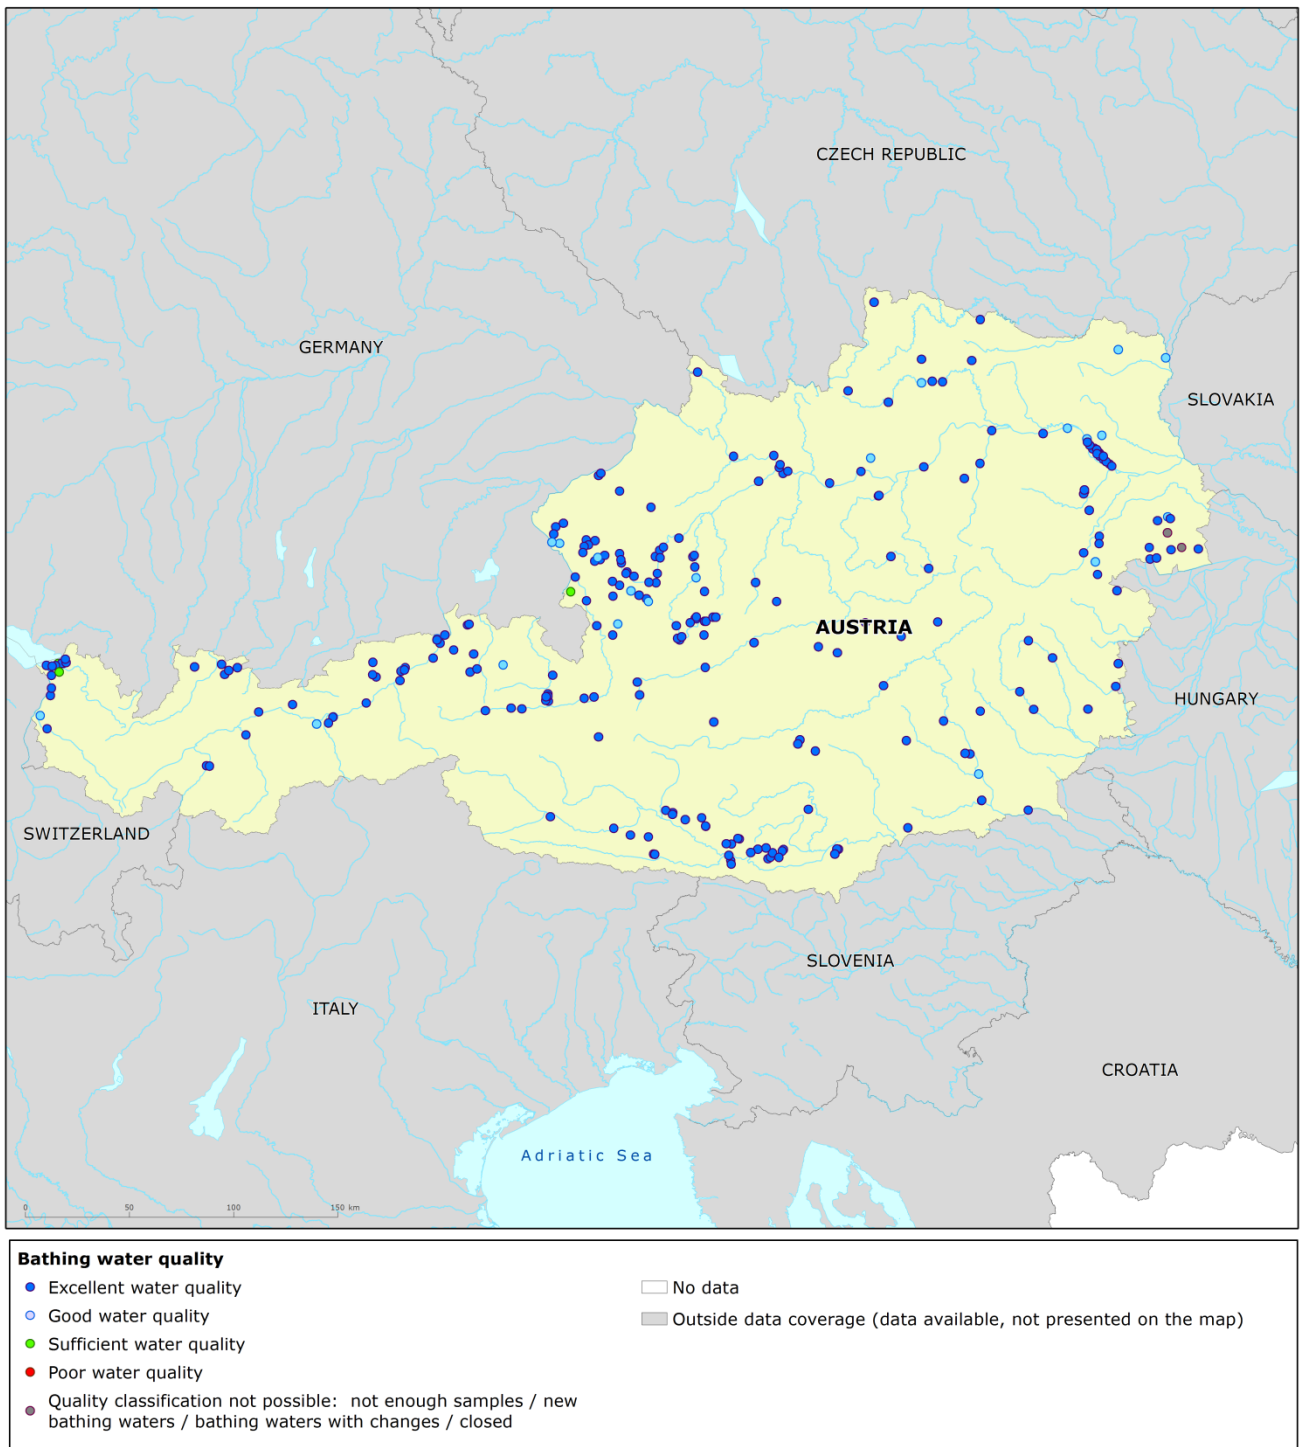 CZECH REPUBLIC
GERMANY
SLOVAKIA
AUSTRIA
HUNGARY
SWITZERLAND
SLOVENIA
ITALY
CROATIA
Adriatic Sea
0 50 100 150 km
Bathing water quality
Excellent water quality
Good water quality
Sufficient water quality
Poor water quality
Quality classification not possible: not enough samples / new
bathing waters / bathing waters with changes / closed
No data
Outside data coverage (data available, not presented on the map)